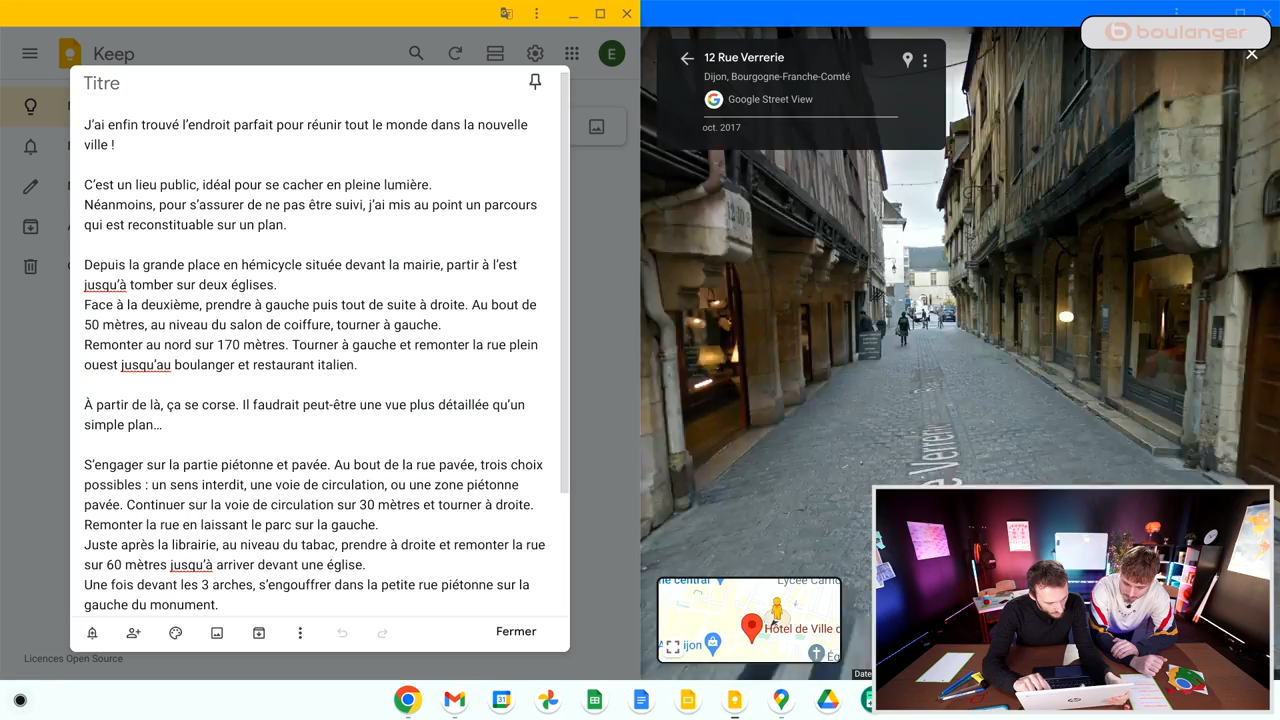 Keep
Titre
J’ai enfin trouvé l’endroit parfait pour réunir tout le monde dans la nouvelle
ville !
C’est un lieu public, idéal pour se cacher en pleine lumière.
Néanmoins, pour s’assurer de ne pas être suivi, j’ai mis au point un parcours
qui est reconstituable sur un plan.
Depuis la grande place en hémicycle située devant la mairie, partir à l’est
jusqu’à tomber sur deux églises.
Face à la deuxième, prendre à gauche puis tout de suite à droite. Au bout de
50 mètres, au niveau du salon de coiffure, tourner à gauche.
Remonter au nord sur 170 mètres. Tourner à gauche et remonter la rue plein
ouest jusqu’au boulanger et restaurant italien.
À partir de là, ça se corse. Il faudrait peut-être une vue plus détaillée qu’un
simple plan…
S’engager sur la partie piétonne et pavée. Au bout de la rue pavée, trois choix
possibles : un sens interdit, une voie de circulation, ou une zone piétonne
pavée. Continuer sur la voie de circulation sur 30 mètres et tourner à droite.
Remonter la rue en laissant le parc sur la gauche.
Juste après la librairie, au niveau du tabac, prendre à droite et remonter la rue
sur 60 mètres jusqu’à arriver devant une église.
Une fois devant les 3 arches, s’engouffrer dans la petite rue piétonne sur la
gauche du monument.
Fermer
Licences Open Source
E
boulanger
12 Rue Verrerie
Dijon, Bourgogne-Franche-Comté
Google Street View
oct. 2017
Verrerie
central
Lycée Carno
Hôtel de Ville d
ijon
Ég
Date
31